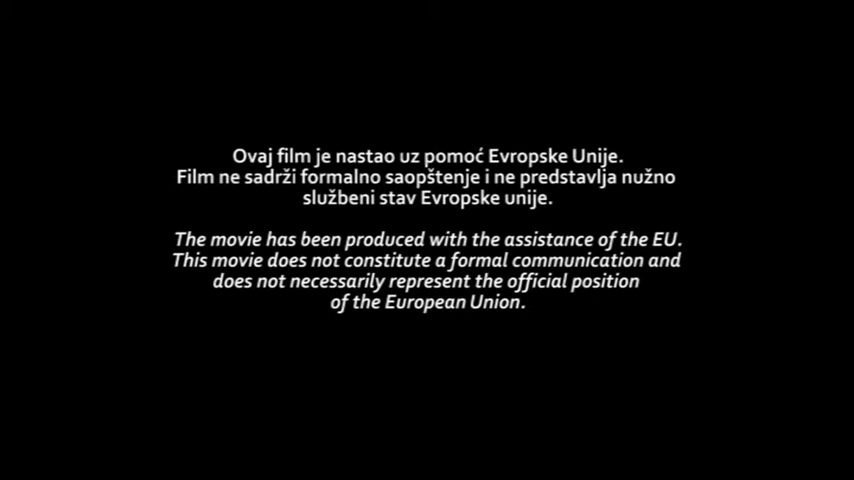 Ovaj film je nastao uz pomoć Evropske Unije.
Film ne sadrži formalno saopštenje i ne predstavlja nužno
službeni stav Evropske unije.
The movie has been produced with the assistance of the EU.
This movie does not constitute a formal communication and
does not necessarily represent the official position
of the European Union.